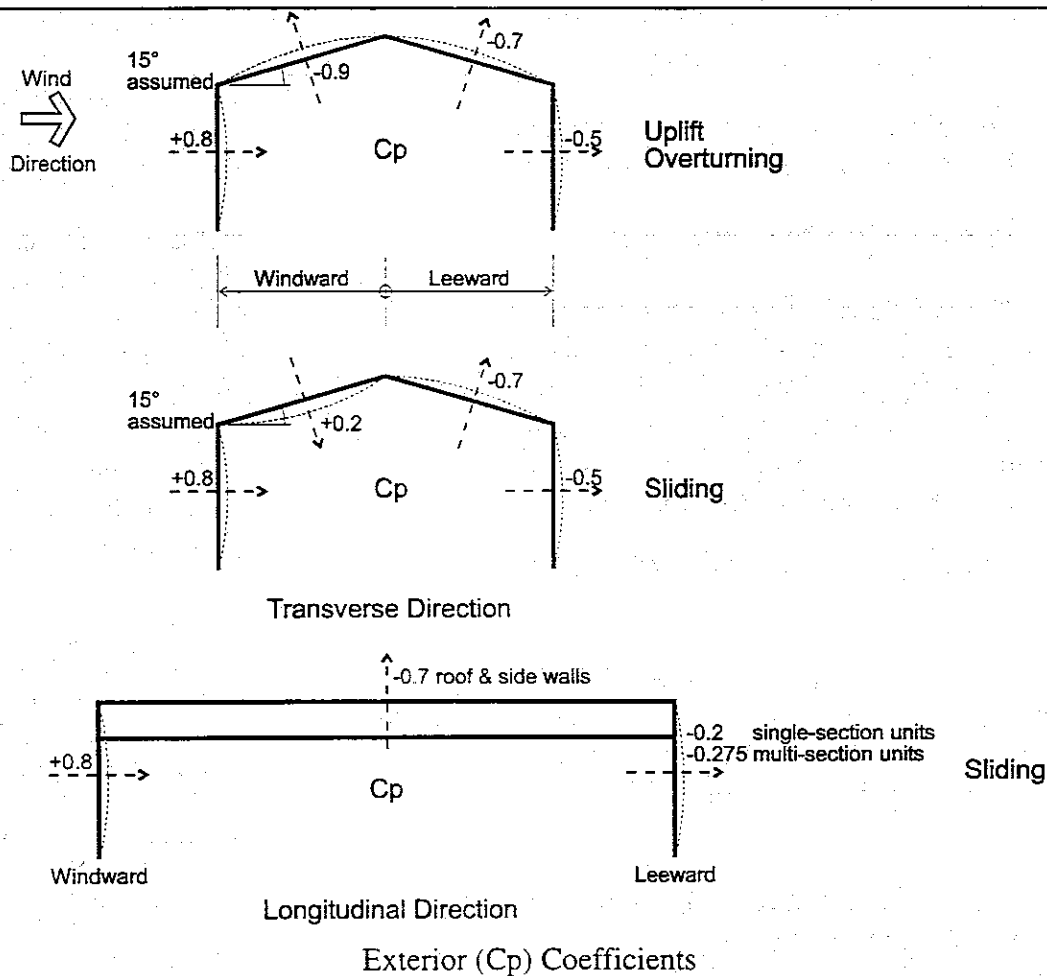 15°
assumed
Wind
Direction
-0.9
-0.7
+0.8
Cp
-0.5
Uplift
Overturning
Windward
Leeward
15°
assumed
+0.2
-0.7
+0.8
Cp
-0.5
Sliding
Transverse Direction
-0.7 roof & side walls
+0.8
Cp
-0.2 single-section units
-0.275 multi-section units
Sliding
Windward
Leeward
Longitudinal Direction
Exterior (Cp) Coefficients